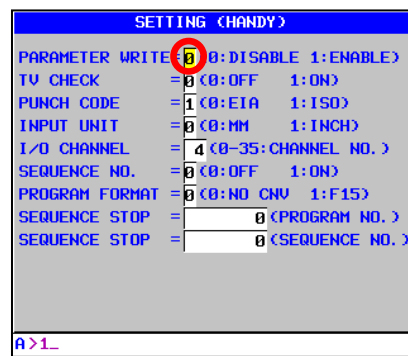 SETTING (HANDY)
PARAMETER WRITE=0(0:DISABLE 1:ENABLE)
TV CHECK =0(0:OFF 1:ON)
PUNCH CODE =1(0:EIA 1:ISO)
INPUT UNIT =0(0:MM 1:INCH)
I/O CHANNEL = 4(0-35:CHANNEL NO.)
SEQUENCE NO. =0(0:OFF 1:ON)
PROGRAM FORMAT =0(0:NO CNV 1:F15)
SEQUENCE STOP = 0(PROGRAM NO.)
SEQUENCE STOP = 0(SEQUENCE NO.)
A>1_